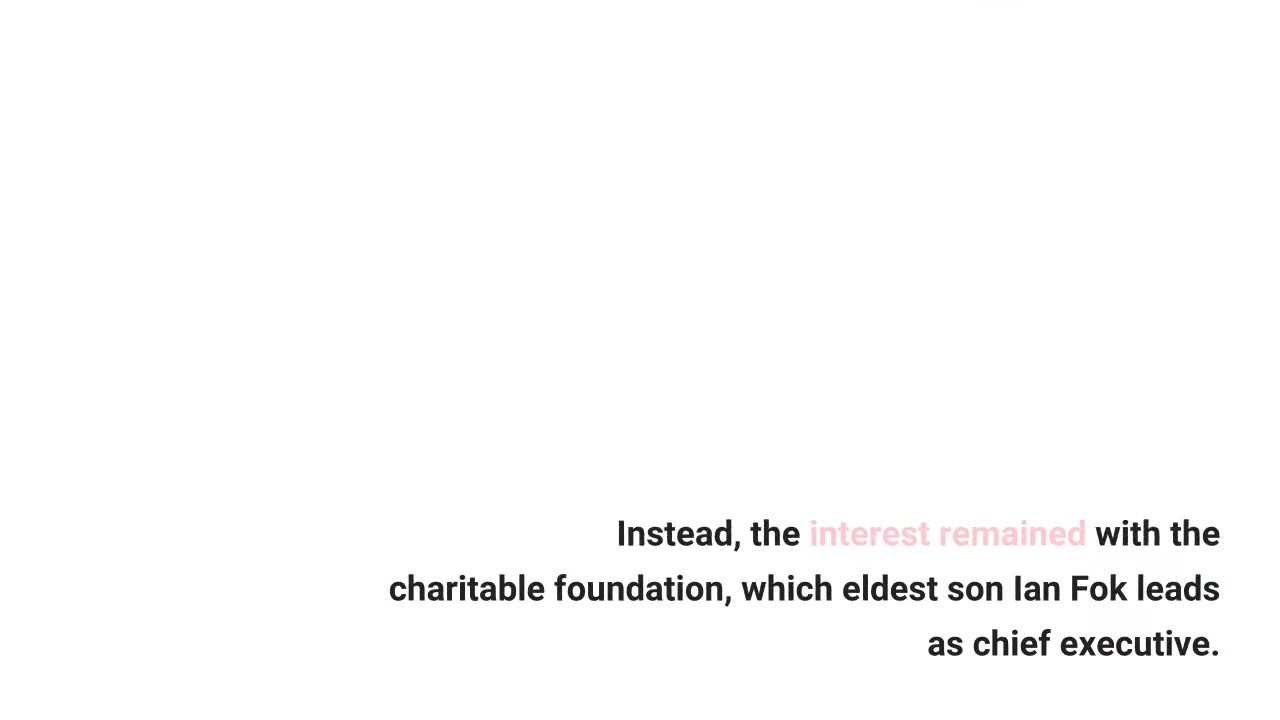 Instead, the interest remained with the
charitable foundation, which eldest son Ian Fok leads
as chief executive.